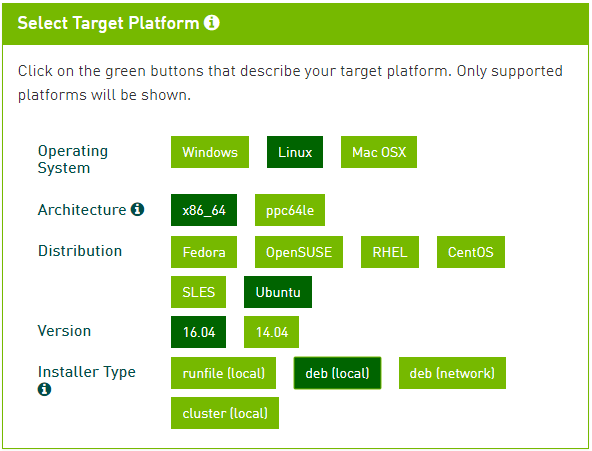 Select Target Platform
Click on the green buttons that describe your target platform. Only supported
platforms will be shown.
Operating System
Windows Linux Mac OSX
Architecture
x86_64 ppc64le
Distribution
Fedora OpenSUSE RHEL CentOS
SLES Ubuntu
Version
16.04 14.04
Installer Type
runfile (local) deb (local) deb (network)
cluster (local)